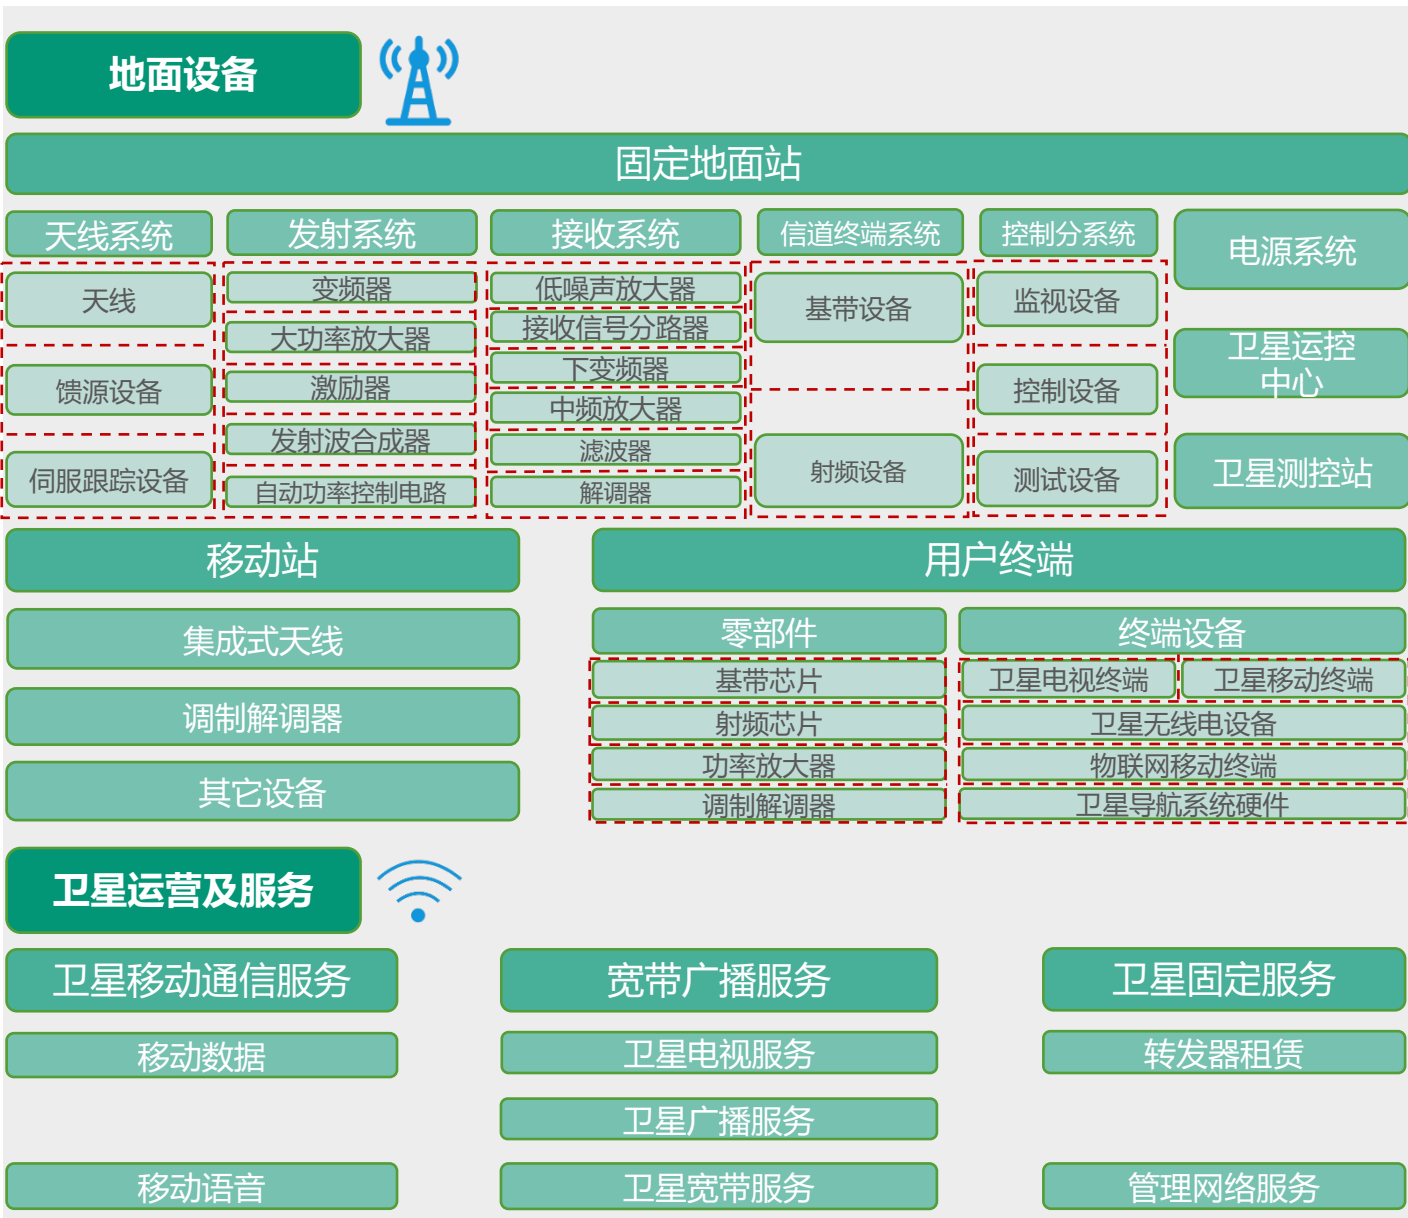 地面设备
固定地面站
天线系统
发射系统
接收系统
信道终端系统
控制分系统
电源系统
天线
变频器
低噪声放大器
基带设备
监视设备
大功率放大器
接收信号分路器
卫星运控
中心
馈源设备
激励器
下变频器
控制设备
中频放大器
伺服跟踪设备
发射波合成器
滤波器
射频设备
测试设备
卫星测控站
自动功率控制电路
解调器
移动站
用户终端
集成式天线
零部件
终端设备
基带芯片
卫星电视终端
卫星移动终端
调制解调器
射频芯片
卫星无线电设备
功率放大器
物联网移动终端
其它设备
调制解调器
卫星导航系统硬件
卫星运营及服务
卫星移动通信服务
宽带广播服务
卫星固定服务
移动数据
卫星电视服务
转发器租赁
卫星广播服务
移动语音
卫星宽带服务
管理网络服务